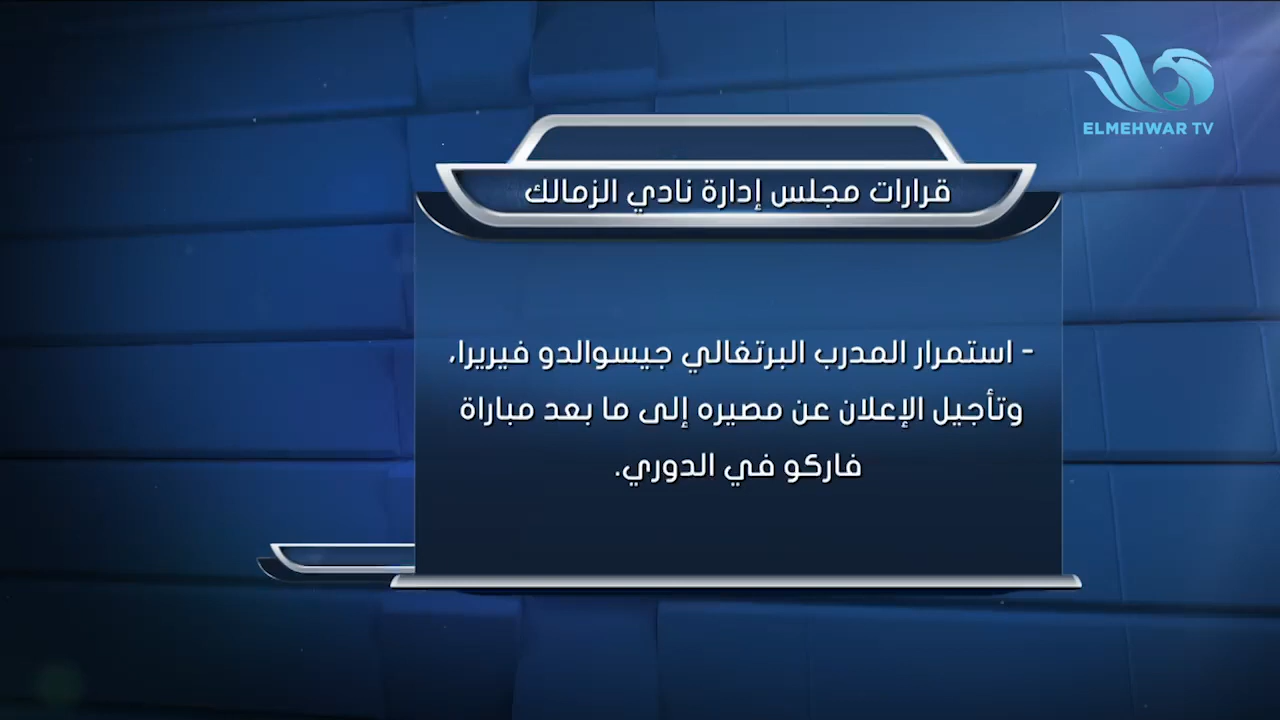 ELMEHWAR TV
قرارات مجلس إدارة نادي الزمالك
- استمرار المدرب البرتغالي جيسوالدو فيريرا،
وتأجيل الإعلان عن مصيره إلى ما بعد مباراة
فاركو في الدوري.